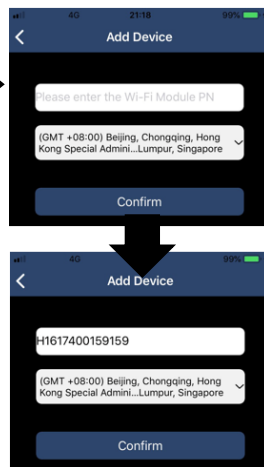 4G 21:18 99%
Add Device
Please enter the Wi-Fi Module PN
(GMT +08:00) Beijing, Chongqing, Hong
Kong Special Admini...Lumpur, Singapore
Confirm
4G 99%
Add Device
H1617400159159
(GMT +08:00) Beijing, Chongqing, Hong
Kong Special Admini...Lumpur, Singapore
Confirm